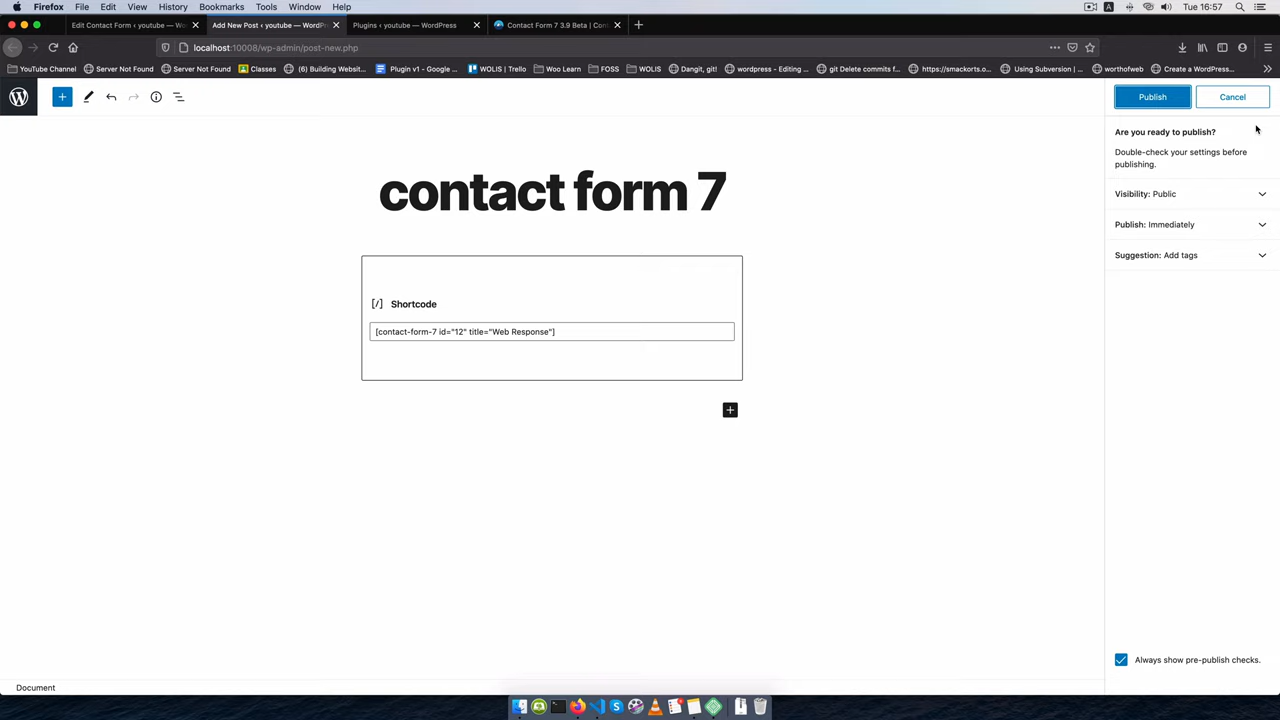 Firefox File Edit View History Bookmarks Tools Window Help Tue 16:57
Edit Contact Form ‹ youtube — Wo Add New Post ‹ youtube — WordPr Plugins ‹ youtube — WordPress Contact Form 7 3.9 Beta | Con
localhost:10008/wp-admin/post-new.php
YouTube Channel Server Not Found Server Not Found Classes (6) Building Websit... Plugin v1 - Google ... WOLIS | Trello Woo Learn FOSS WOLIS Dangit, git! wordpress - Editing ... git Delete commits f... https://smackorts.o... Using Subversion | ... worthofweb Create a WordPress...
Publish Cancel
Are you ready to publish?
Double-check your settings before
publishing.
Visibility: Public
Publish: Immediately
Suggestion: Add tags
contact form 7
[/] Shortcode
[contact-form-7 id="12" title="Web Response"]
Always show pre-publish checks.
Document